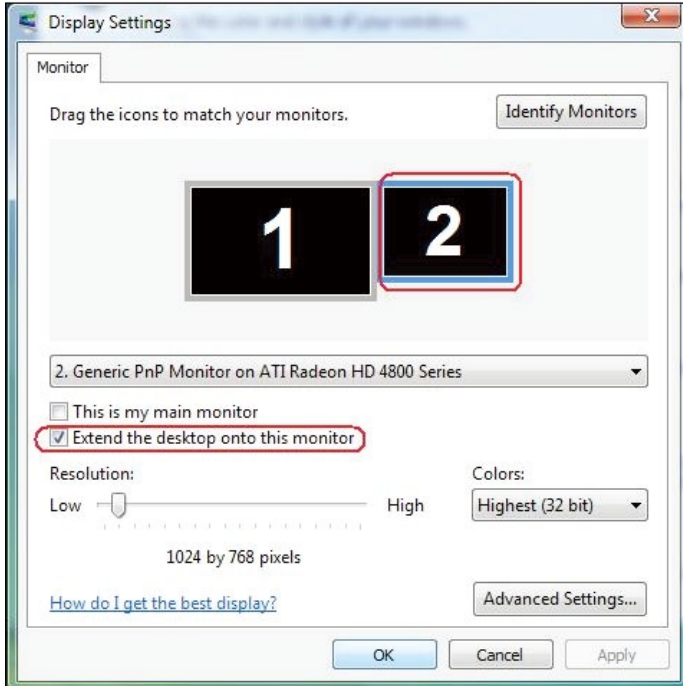 Display Settings
Monitor
Drag the icons to match your monitors.
Identify Monitors
1
2
2. Generic PnP Monitor on ATI Radeon HD 4800 Series
This is my main monitor
Extend the desktop onto this monitor
Resolution:
Colors:
Low
High
Highest (32 bit)
1024 by 768 pixels
How do I get the best display?
Advanced Settings...
OK
Cancel
Apply